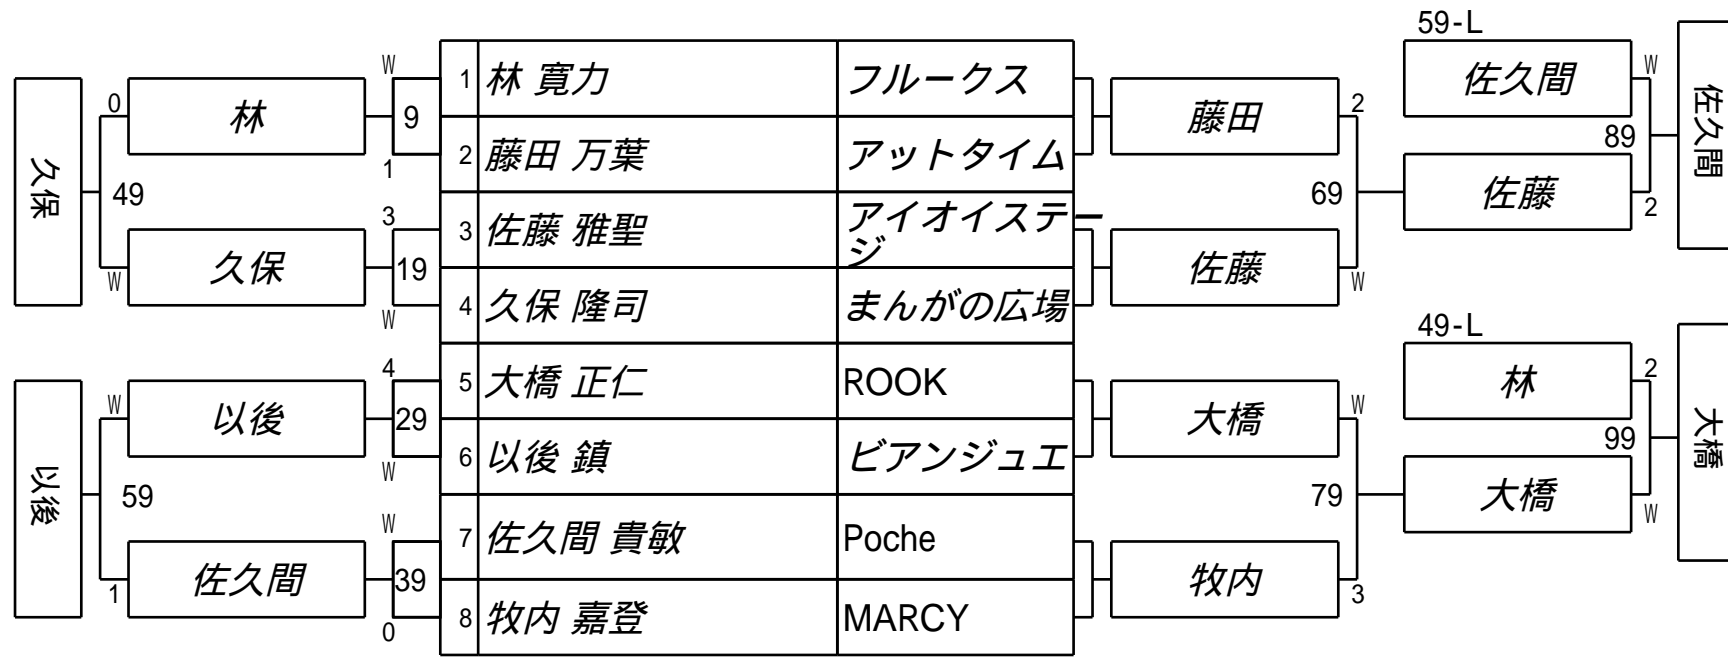 久保
0
林
W
9
1
49
W
久保
3
19
W
以後
W
以後
4
29
W
59
1
佐久間
W
39
0
1 林 寛力 フルークス
2 藤田 万葉 アットタイム
3 佐藤 雅聖 アイオイステー
ジ
4 久保 隆司 まんがの広場
5 大橋 正仁 ROOK
6 以後 鎮 ビアンジュエ
7 佐久間 貴敏 Poche
8 牧内 嘉登 MARCY
藤田
2
69
佐藤
W
大橋
W
79
牧内
3
59-L
佐久間
W
89
佐藤
2
佐久間
49-L
林
2
99
大橋
W
大橋